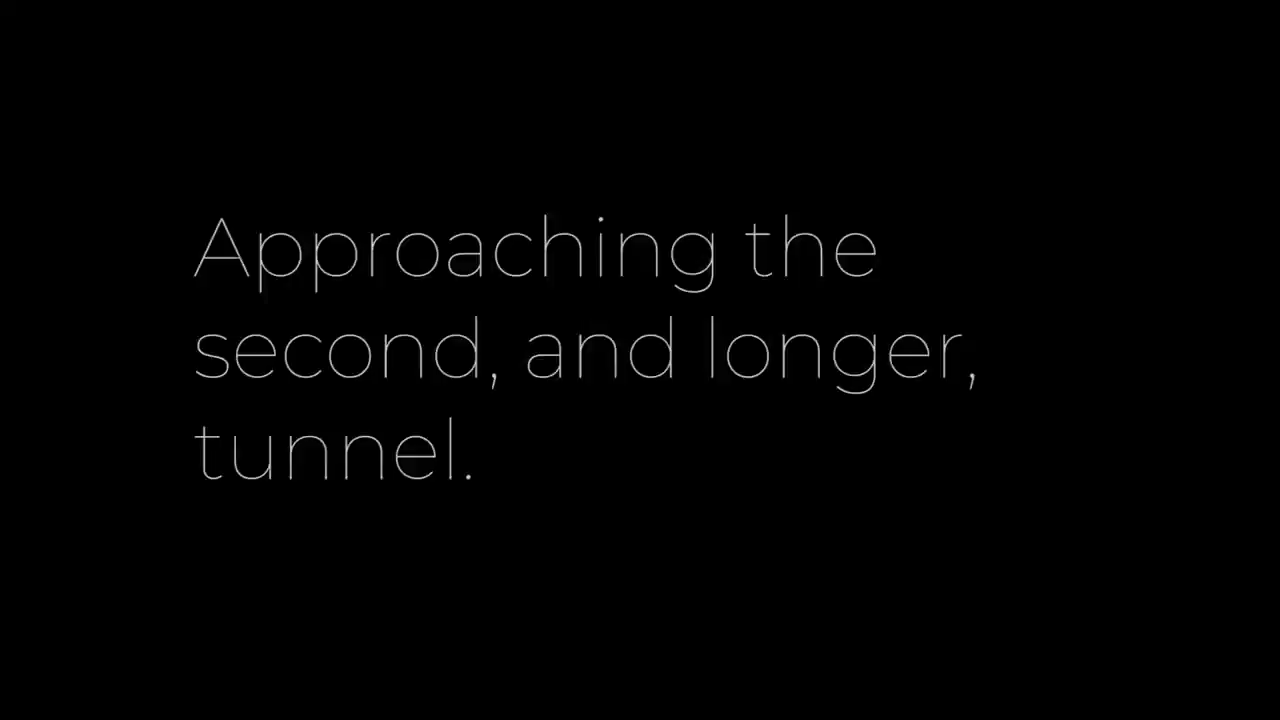 Approaching the
second, and longer,
tunnel.